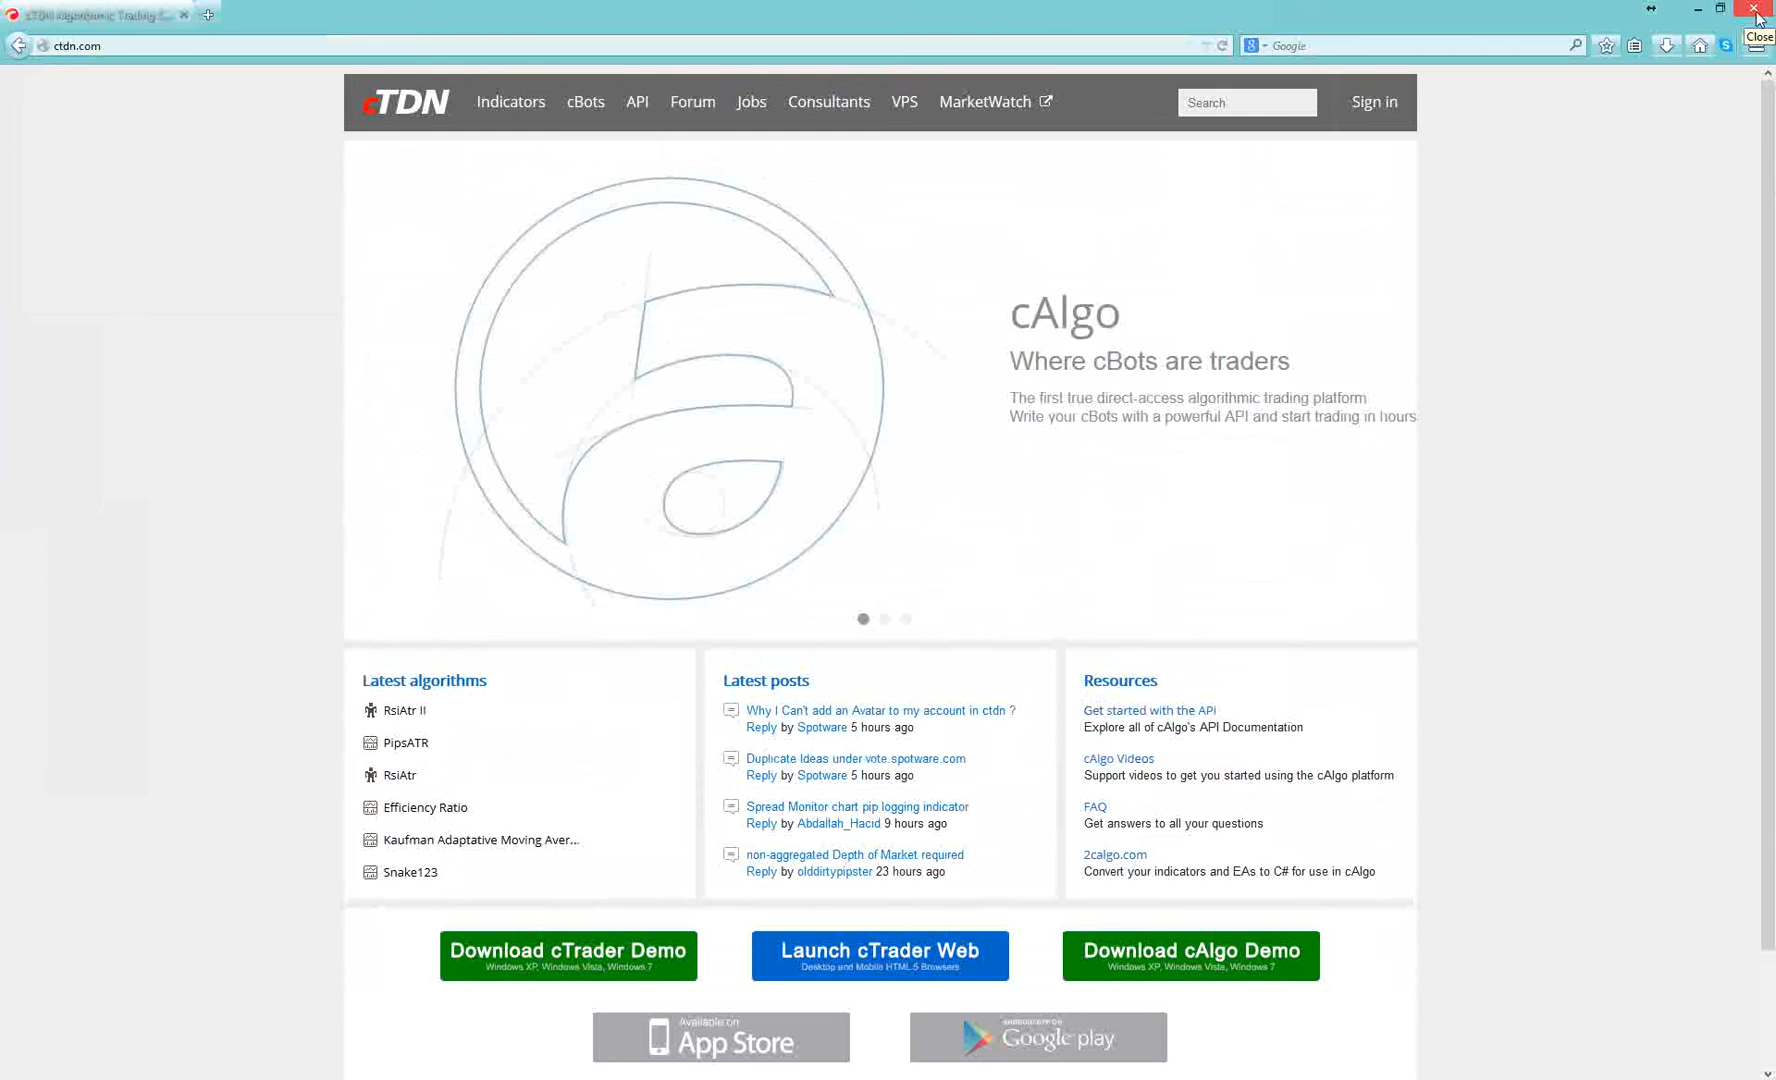 cTDN Algorithmic Trading
ctdn.com
Google
Close
cTDN
Indicators
cBots
API
Forum
Jobs
Consultants
VPS
MarketWatch
Search
Sign in
cAlgo
Where cBots are traders
The first true direct-access algorithmic trading platform
Write your cBots with a powerful API and start trading in hours
Latest algorithms
RsiAtr II
PipsATR
RsiAtr
Efficiency Ratio
Kaufman Adaptative Moving Aver...
Snake123
Latest posts
Why I Can't add an Avatar to my account in ctdn ?
Reply by Spotware 5 hours ago
Duplicate Ideas under vote.spotware.com
Reply by Spotware 5 hours ago
Spread Monitor chart pip logging indicator
Reply by Abdallah_Hacid 9 hours ago
non-aggregated Depth of Market required
Reply by olddirtypipster 23 hours ago
Resources
Get started with the API
Explore all of cAlgo's API Documentation
cAlgo Videos
Support videos to get you started using the cAlgo platform
FAQ
Get answers to all your questions
2calgo.com
Convert your indicators and EAs to C# for use in cAlgo
Download cTrader Demo
Windows XP, Windows Vista, Windows 7
Launch cTrader Web
Desktop and Mobile HTML5 Browsers
Download cAlgo Demo
Windows XP, Windows Vista, Windows 7
Available on
App Store
ANDROID APP ON
Google play